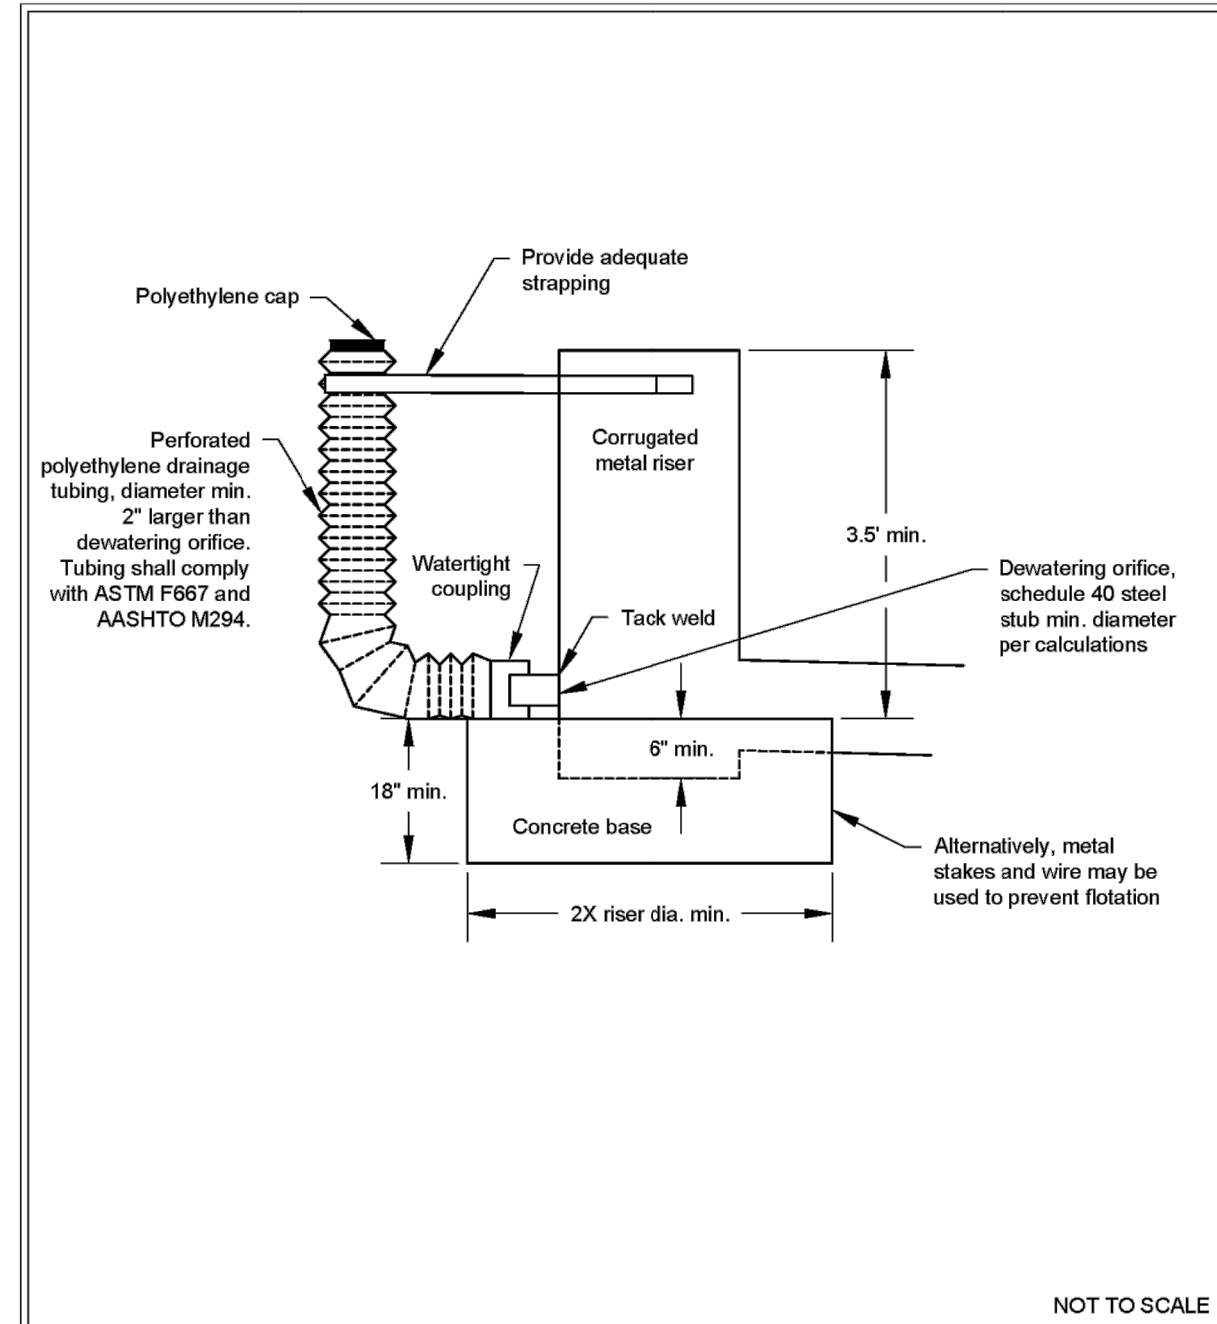 Provide adequate
strapping
Polyethylene cap
Corrugated
metal riser
Perforated
polyethylene drainage
tubing, diameter min.
2" larger than
dewatering orifice.
Tubing shall comply
with ASTM F667 and
AASHTO M294.
3.5' min.
Watertight
coupling
Tack weld
Dewatering orifice,
schedule 40 steel
stub min. diameter
per calculations
6" min.
18" min.
Concrete base
Alternatively, metal
stakes and wire may be
used to prevent flotation
2X riser dia. min.
NOT TO SCALE